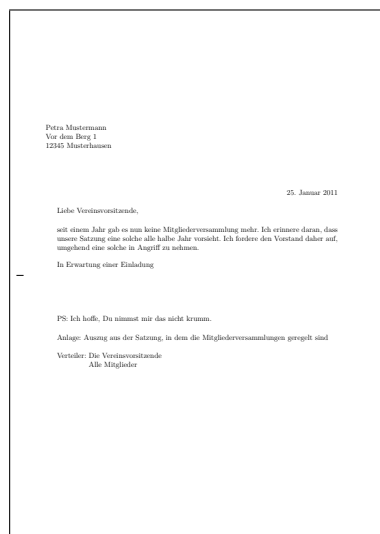 Petra Mustermann
Vor dem Berg 1
12345 Musterhausen
25. Januar 2011
Liebe Vereinsvorsitzende,
seit einem Jahr gab es nun keine Mitgliederversammlung mehr. Ich erinnere daran, dass
unsere Satzung eine solche alle halbe Jahr vorsieht. Ich fordere den Vorstand daher auf,
umgehend eine solche in Angriff zu nehmen.
In Erwartung einer Einladung
PS: Ich hoffe, Du nimmst mir das nicht krumm.
Anlage: Auszug aus der Satzung, in dem die Mitgliederversammlungen geregelt sind
Verteiler: Die Vereinsvorsitzende
Alle Mitglieder